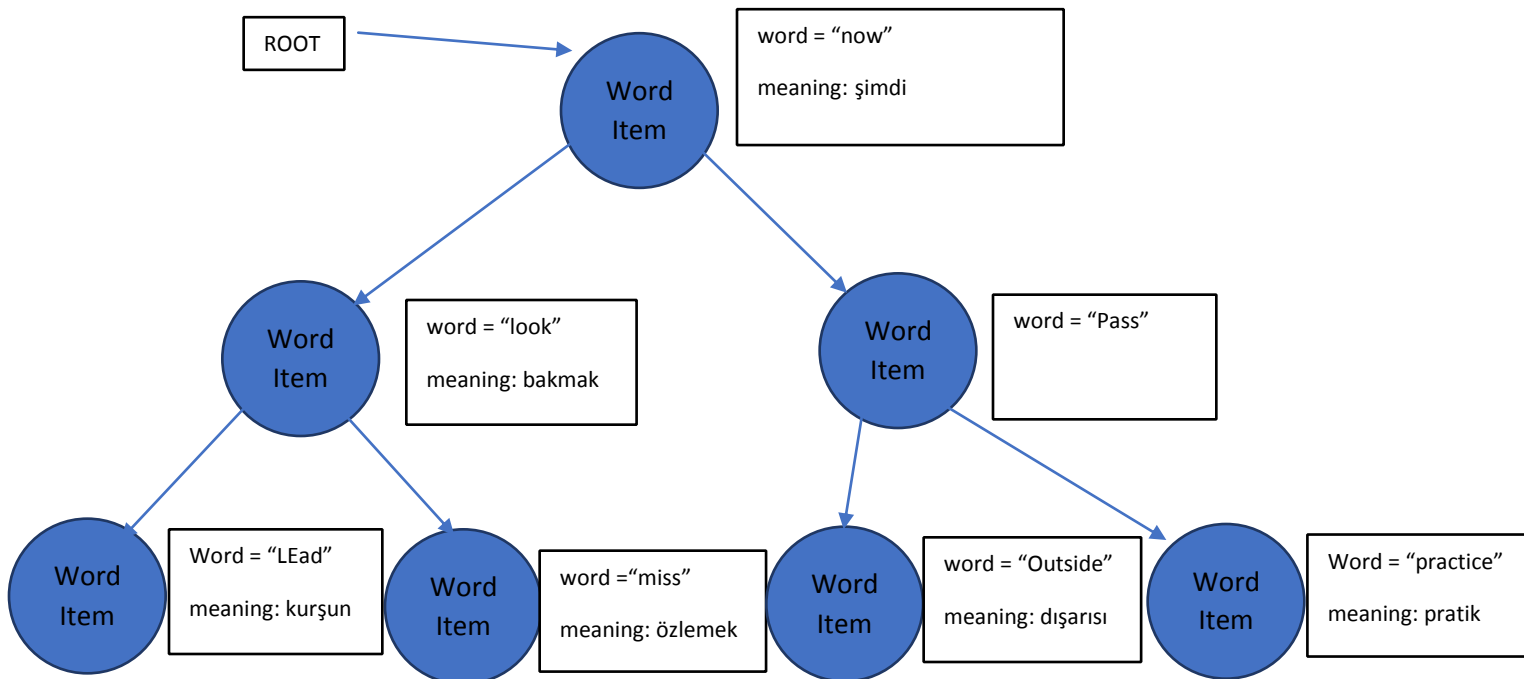 ROOT
Word
Item
word = “now”
meaning: şimdi
Word
Item
word = “look”
meaning: bakmak
Word
Item
word = “Pass”
Word
Item
Word = “LEad”
meaning: kurşun
Word
Item
word =“miss”
meaning: özlemek
Word
Item
word = “Outside”
meaning: dışarısı
Word
Item
Word = “practice”
meaning: pratik